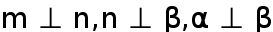 m ⊥ n,n ⊥ β,α ⊥ β